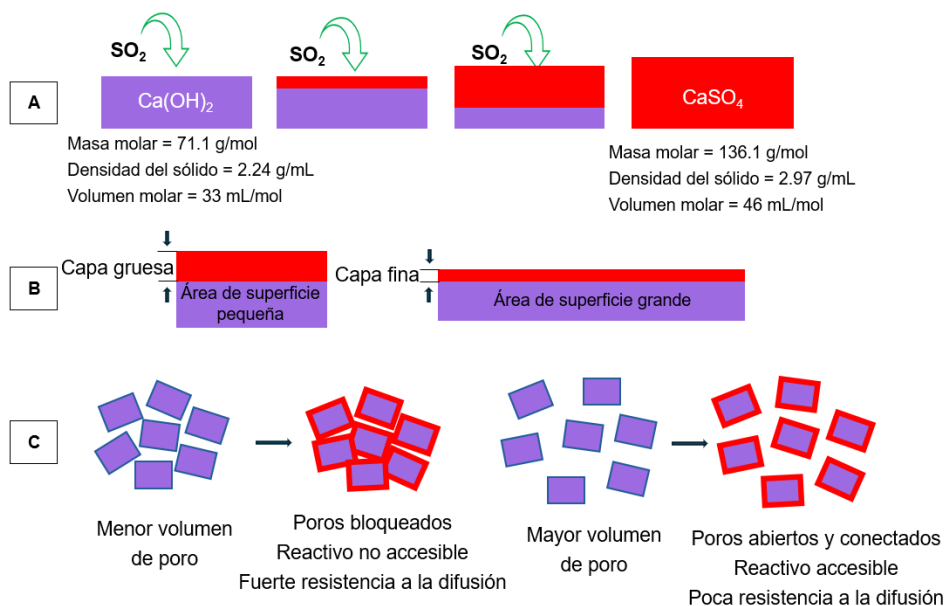 SO₂
SO₂
SO₂
A
Ca(OH)₂
CaSO₄
Masa molar = 71.1 g/mol
Densidad del sólido = 2.24 g/mL
Volumen molar = 33 mL/mol
Masa molar = 136.1 g/mol
Densidad del sólido = 2.97 g/mL
Volumen molar = 46 mL/mol
B
Capa gruesa
Área de superficie
pequeña
Capa fina
Área de superficie grande
C
Menor volumen
de poro
Poros bloqueados
Reactivo no accesible
Fuerte resistencia a la difusión
Mayor volumen
de poro
Poros abiertos y conectados
Reactivo accesible
Poca resistencia a la difusión